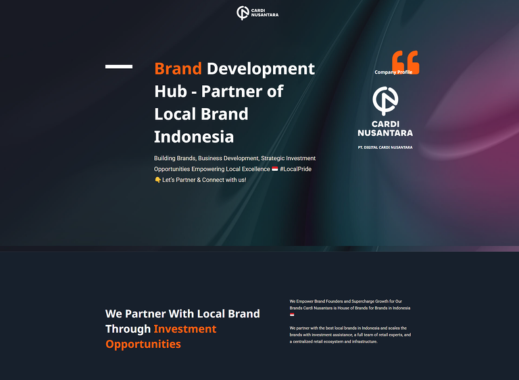 CARDI
NUSANTARA
Brand Development
Hub - Partner of
Local Brand
Indonesia
Building Brands, Business Development, Strategic Investment
Opportunities Empowering Local Excellence 🇮🇩 #LocalPride
👇 Let's Partner & Connect with us!
Company Profile
CARDI
NUSANTARA
PT. DIGITAL CARDI NUSANTARA
We Partner With Local Brand
Through Investment
Opportunities
We Empower Brand Founders and Supercharge Growth for Our
Brands Cardi Nusantara is House of Brands for Brands In Indonesia
🇮🇩
We partner with the best local brands in Indonesia and scales the
brands with investment assistance, a full team of retail experts, and
a centralized retail ecosystem and infrastructure.